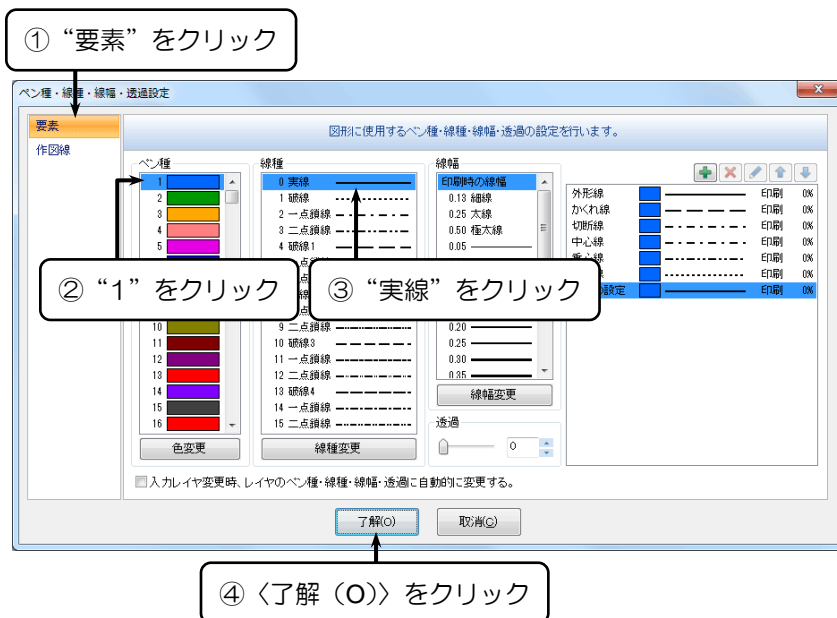 ① “要素”をクリック
ペン種・線種・線幅・透過設定
要素
作図線
図形に使用するペン種・線種・線幅・透過の設定を行います。
ペン種
1
2
3
4
5
10
11
12
13
14
15
16
色変更
線種
0 実線
1 破線
2 一点鎖線
3 二点鎖線
4 破線1
9 二点鎖線
10 破線3
11 一点鎖線
12 二点鎖線
13 破線4
14 一点鎖線
15 二点鎖線
線種変更
線幅
印刷時の線幅
0.13 細線
0.25 太線
0.50 極太線
0.05
0.20
0.25
0.30
0.35
線幅変更
透過
0
外形線 印刷 0%
かくれ線 印刷 0%
切断線 印刷 0%
中心線 印刷 0%
印刷 0%
印刷 0%
設定 印刷 0%
② “1”をクリック
③ “実線”をクリック
入力レイヤ変更時、レイヤのペン種・線種・線幅・透過に自動的に変更する。
了解(O)
取消(C)
④〈了解（O）〉をクリック